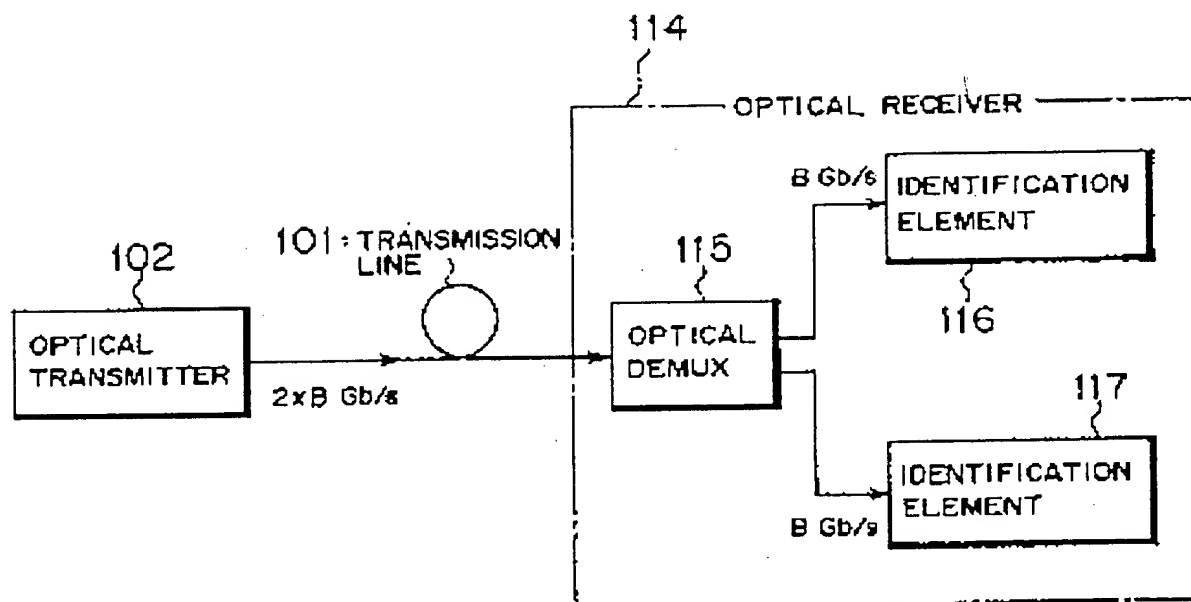 114
OPTICAL RECEIVER
B Gb/s
IDENTIFICATION
ELEMENT
116
101: TRANSMISSION
LINE
102
115
OPTICAL
TRANSMITTER
2xB Gb/s
OPTICAL
DEMUX
117
IDENTIFICATION
ELEMENT
B Gb/s